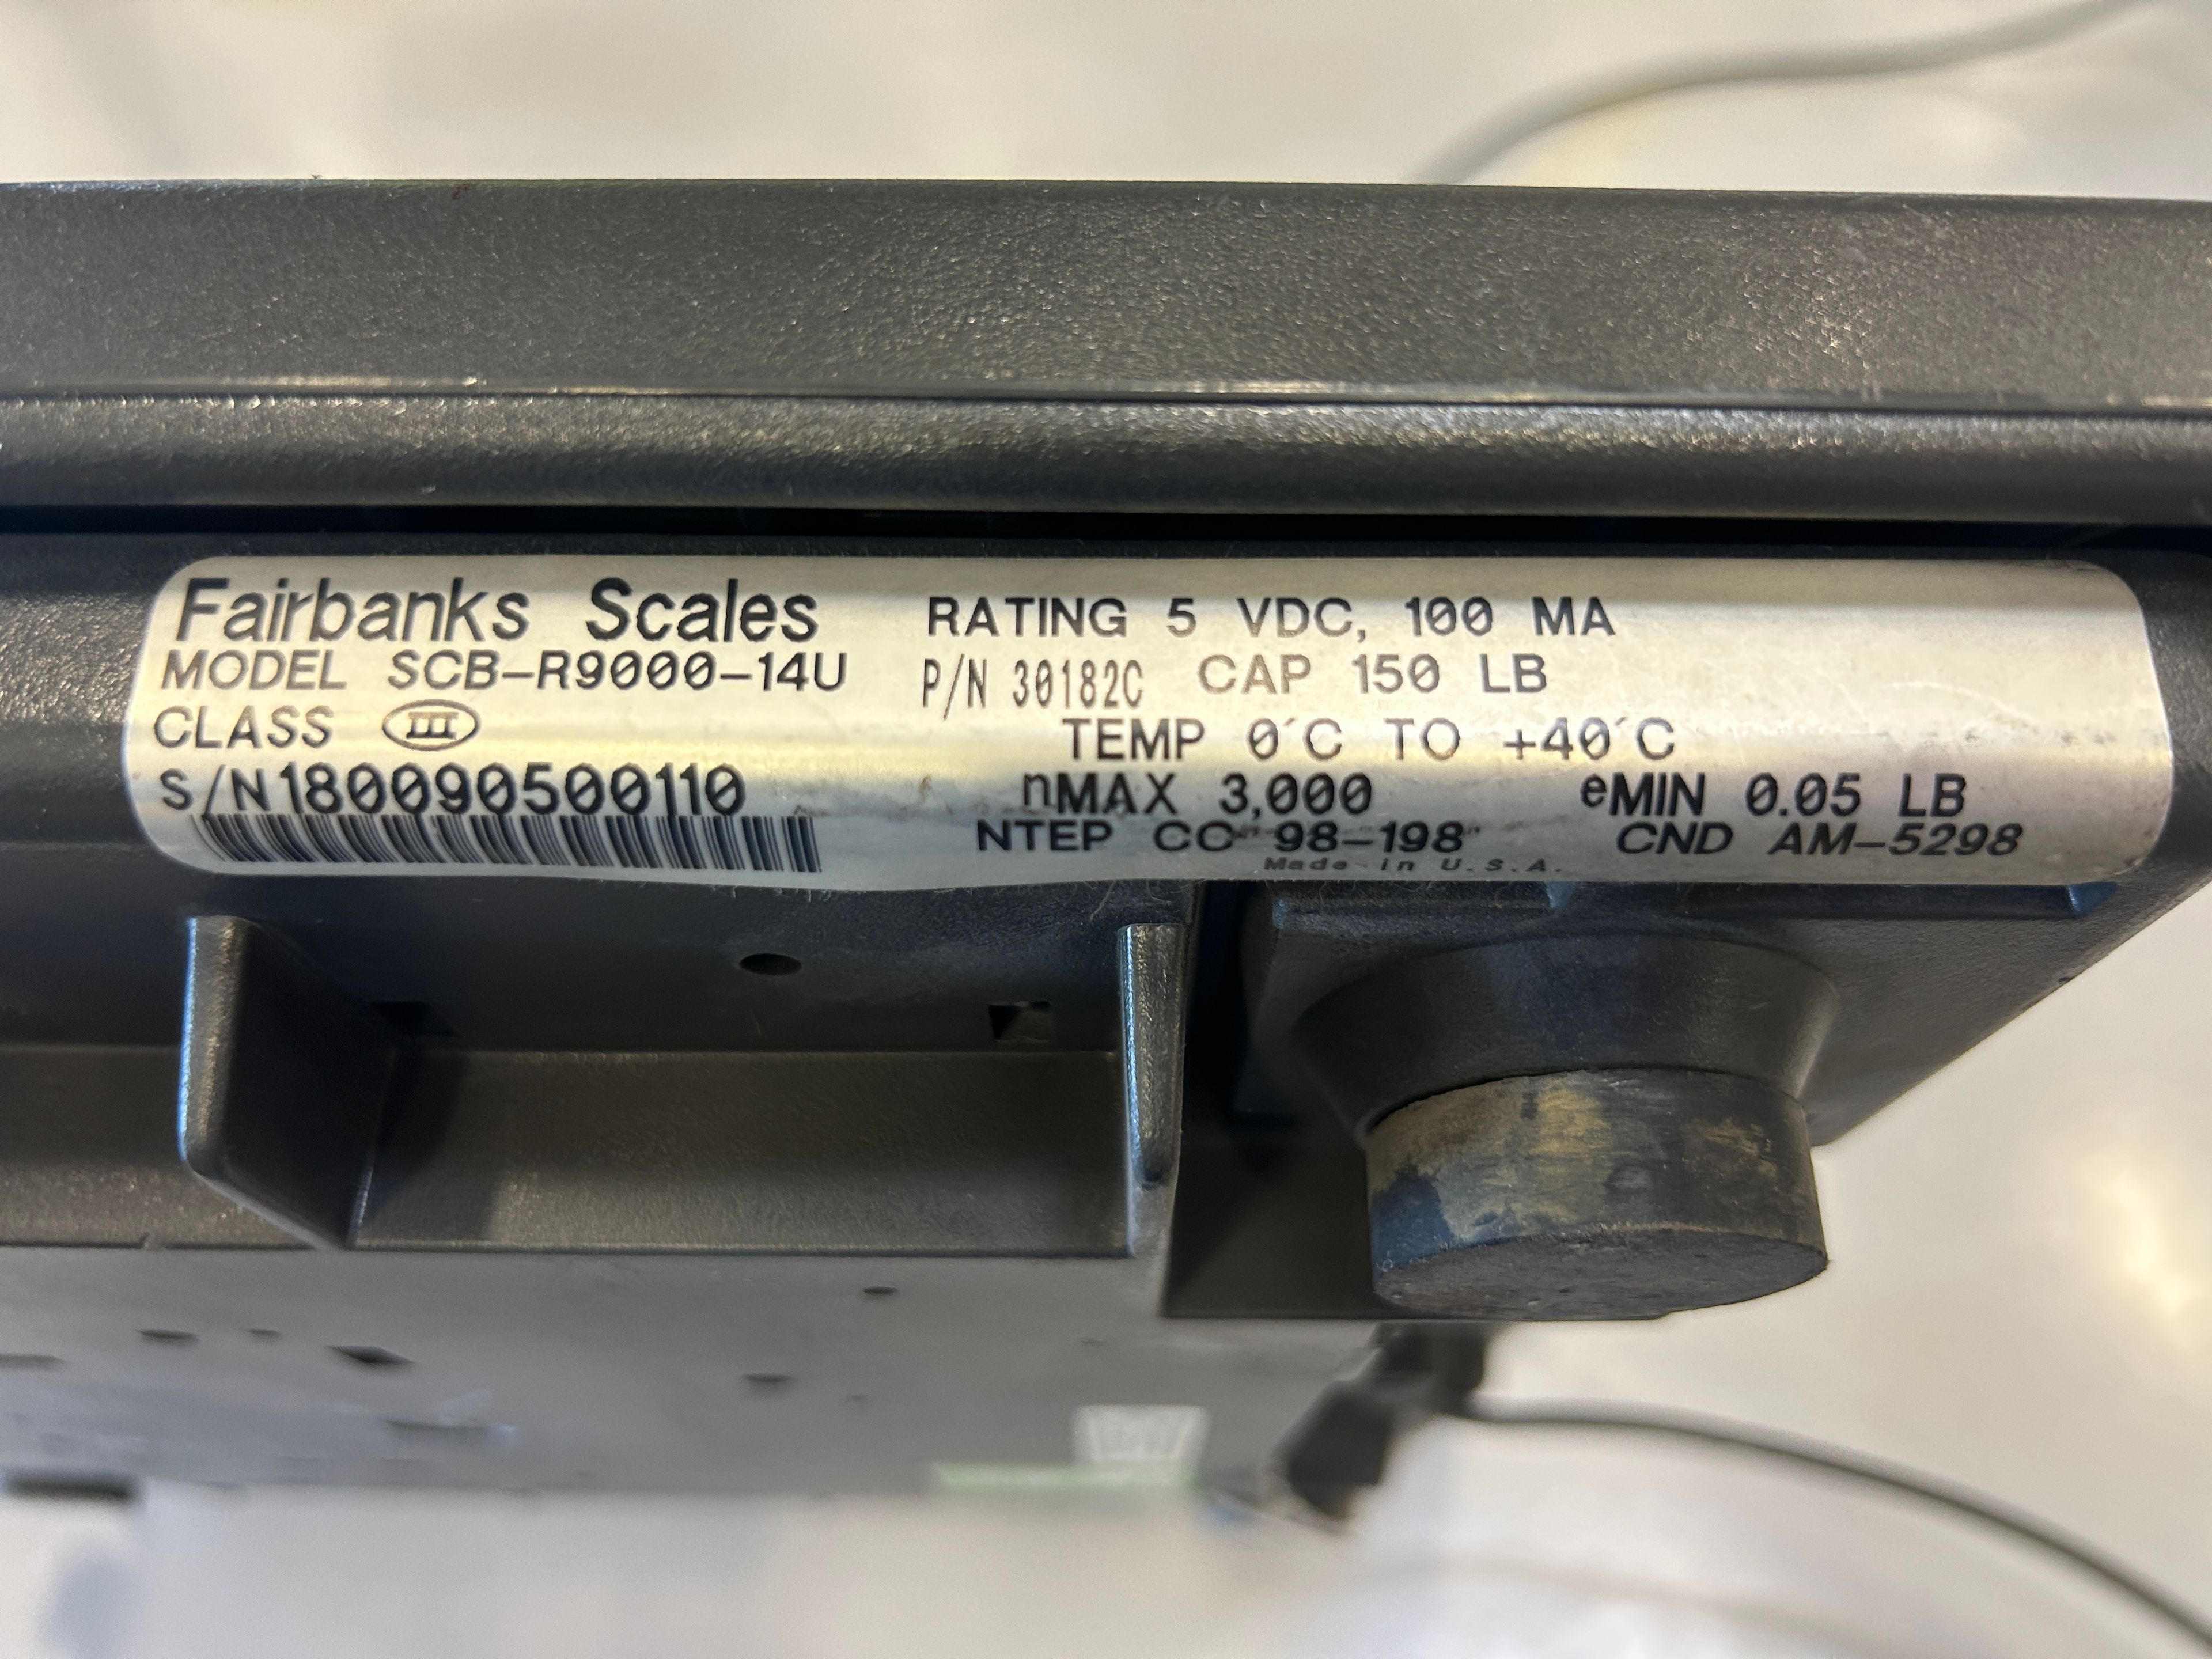 Fairbanks Scales
MODEL SCB-R9000-14U
CLASS III
S/N 180090500110
RATING 5 VDC, 100 MA
P/N 30182C CAP 150 LB
TEMP 0°C TO +40°C
nMAX 3,000 eMIN 0.05 LB
NTEP CC 98-198 CND AM-5298
Made in U.S.A.